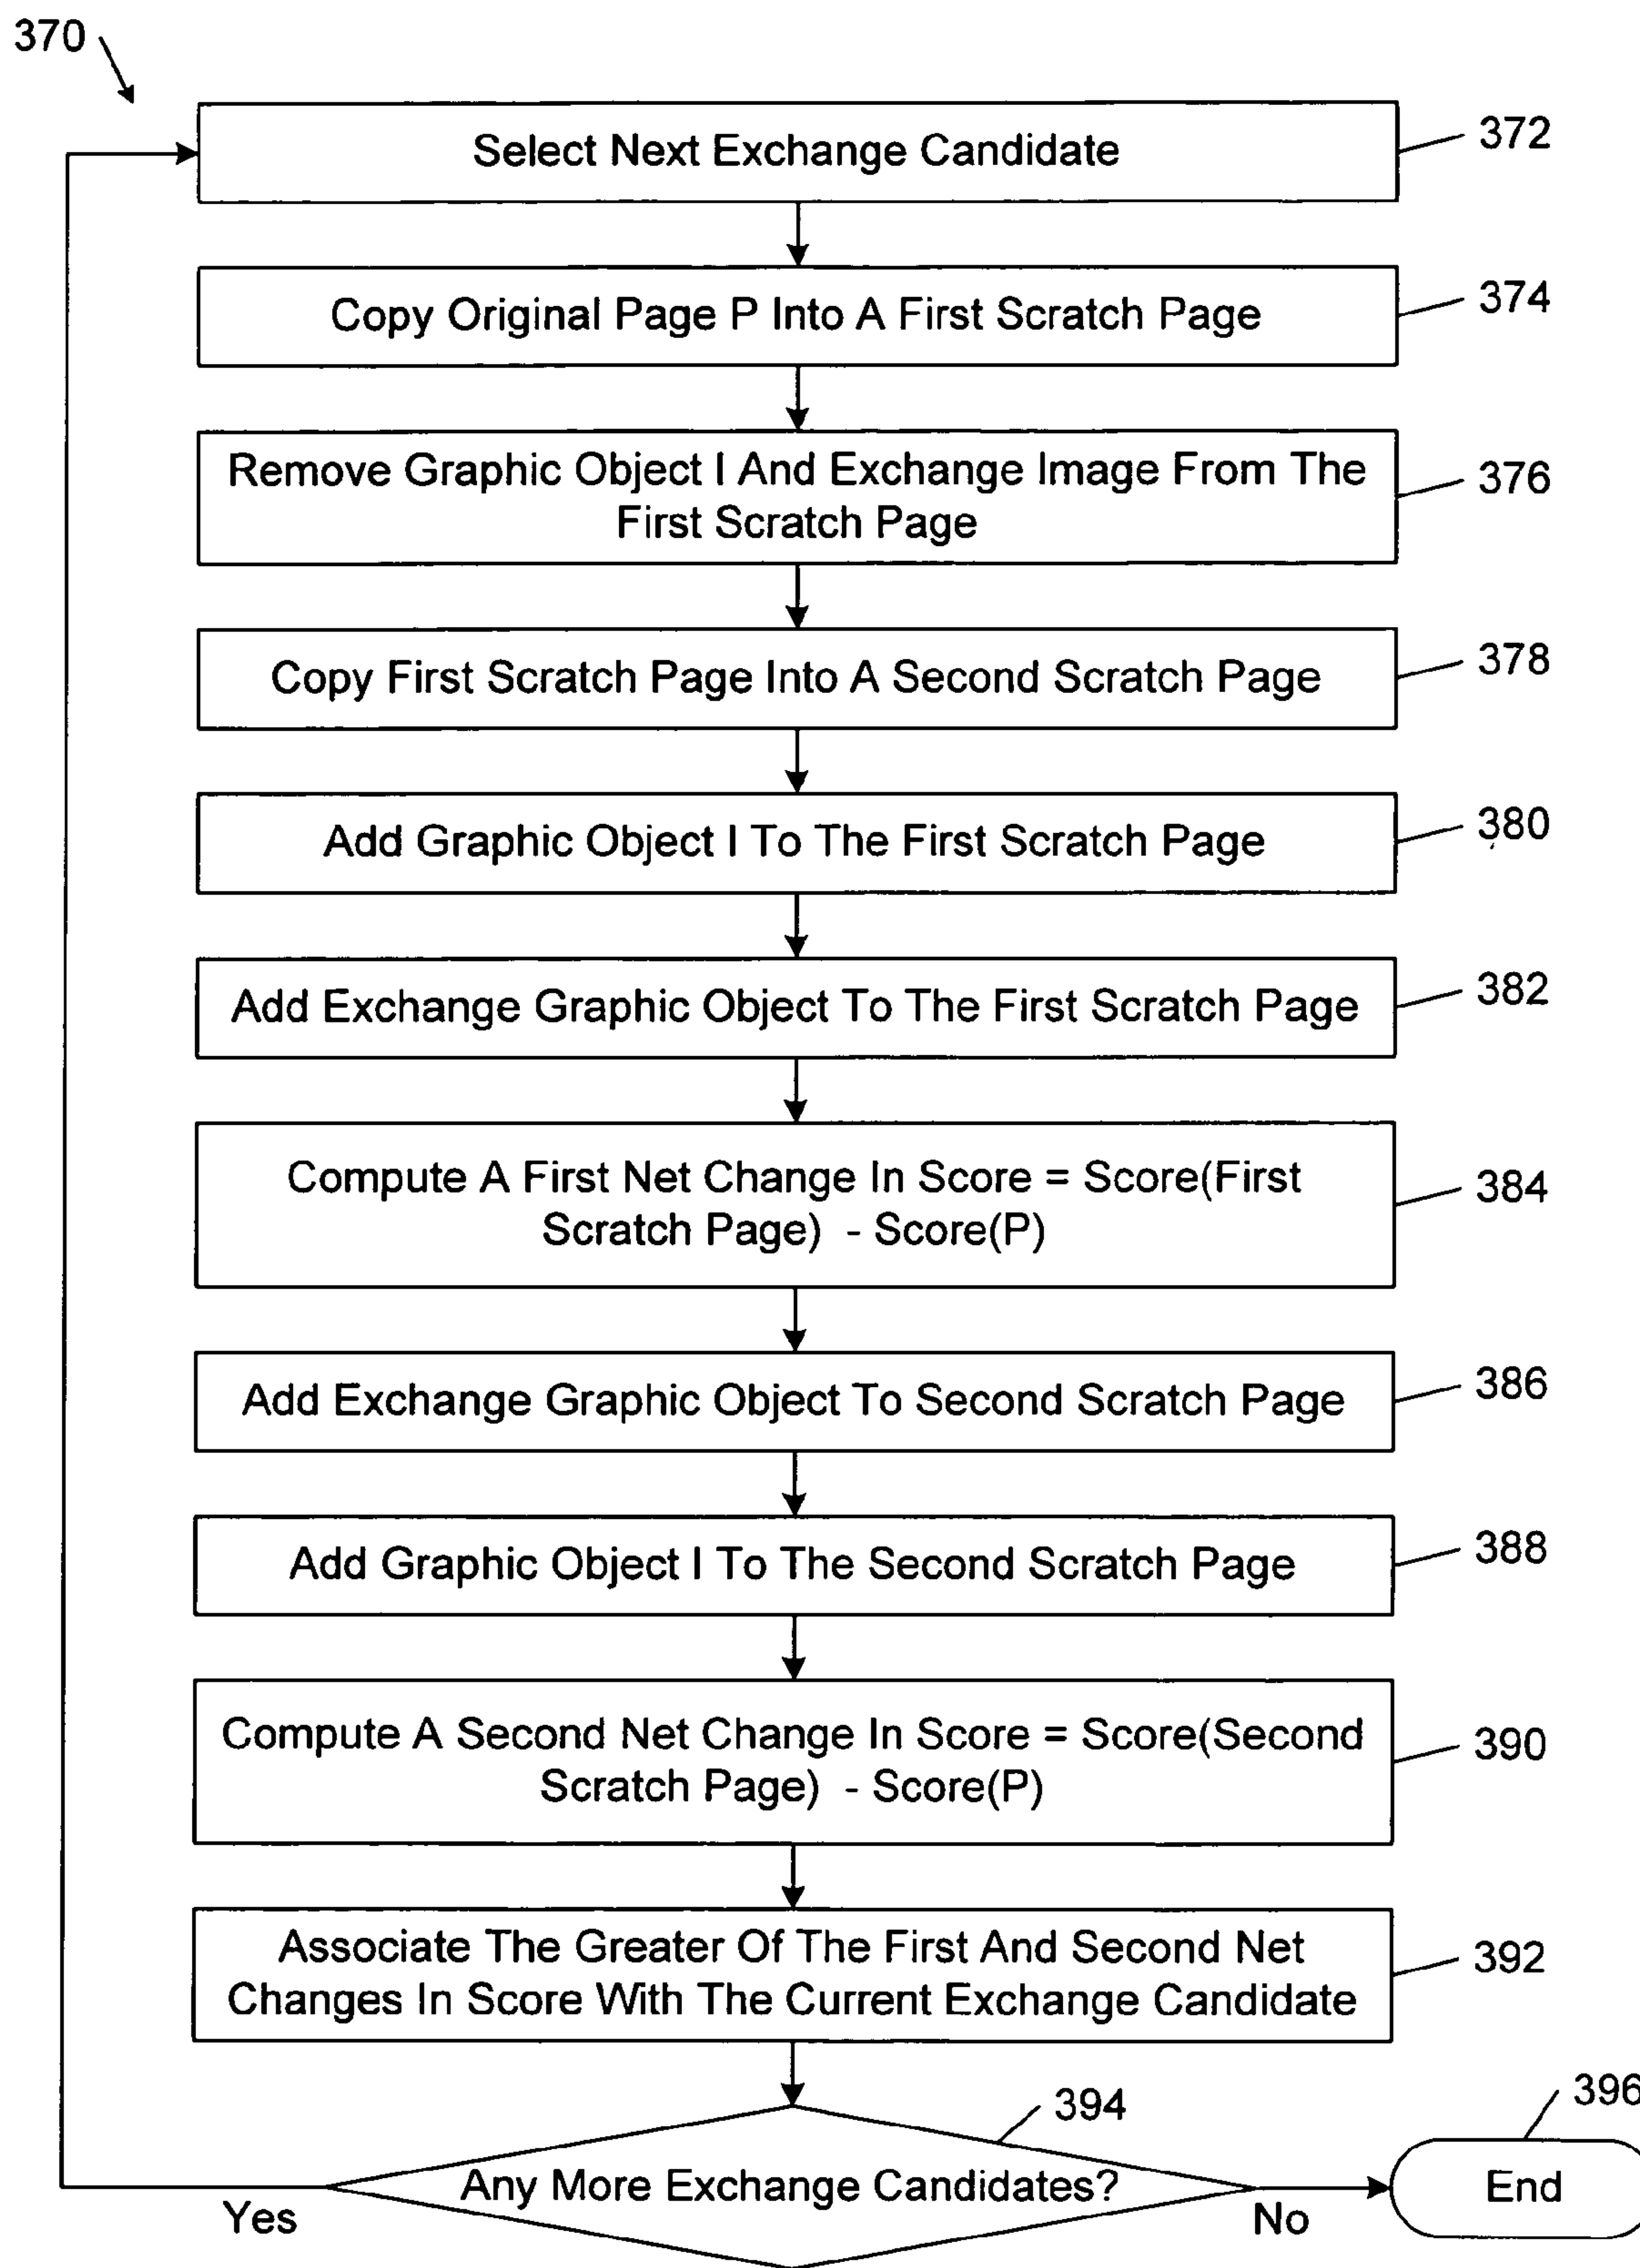 370
Select Next Exchange Candidate
372
Copy Original Page P Into A First Scratch Page
374
Remove Graphic Object I And Exchange Image From The
First Scratch Page
376
Copy First Scratch Page Into A Second Scratch Page
378
Add Graphic Object I To The First Scratch Page
380
Add Exchange Graphic Object To The First Scratch Page
382
Compute A First Net Change In Score = Score(First
Scratch Page) - Score(P)
384
Add Exchange Graphic Object To Second Scratch Page
386
Add Graphic Object I To The Second Scratch Page
388
Compute A Second Net Change In Score = Score(Second
Scratch Page) - Score(P)
390
Associate The Greater Of The First And Second Net
Changes In Score With The Current Exchange Candidate
392
394
396
Any More Exchange Candidates?
End
Yes
No